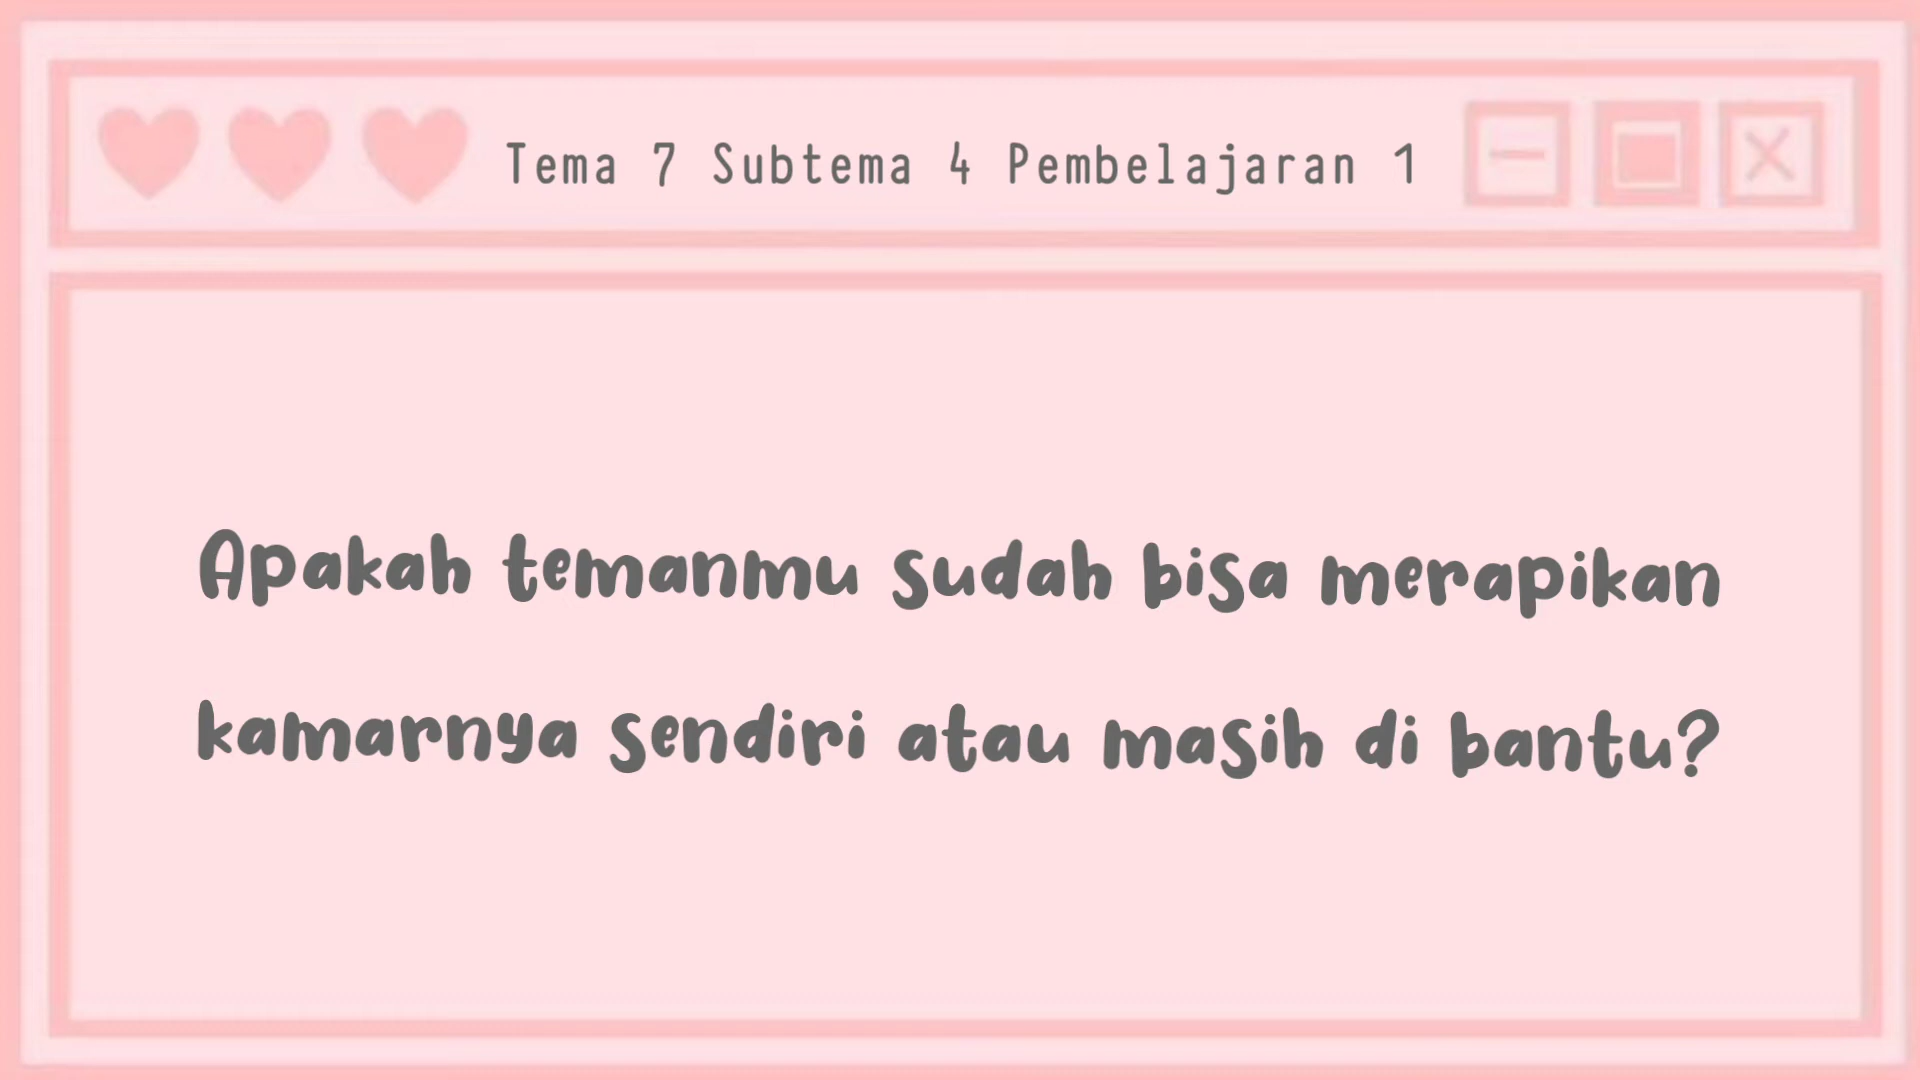 Tema 7 Subtema 4 Pembelajaran 1
Apakah temanmu sudah bisa merapikan
kamarnya sendiri atau masih di bantu?